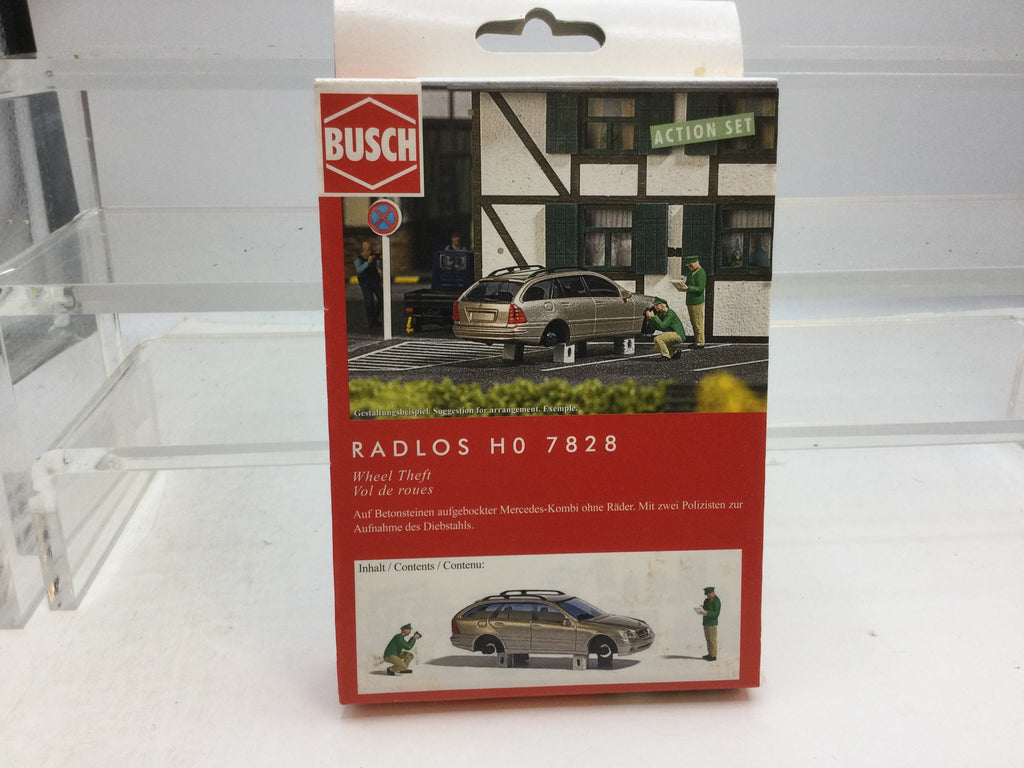 BUSCH
ACTION SET
Gestaltungsbeispiel. Suggestion for arrangement. Exemple.
RADLOS H0 7828
Wheel Theft
Vol de roues
Auf Betonsteinen aufgebockter Mercedes-Kombi ohne Räder. Mit zwei Polizisten zur
Aufnahme des Diebstahls.
Inhalt / Contents / Contenu: